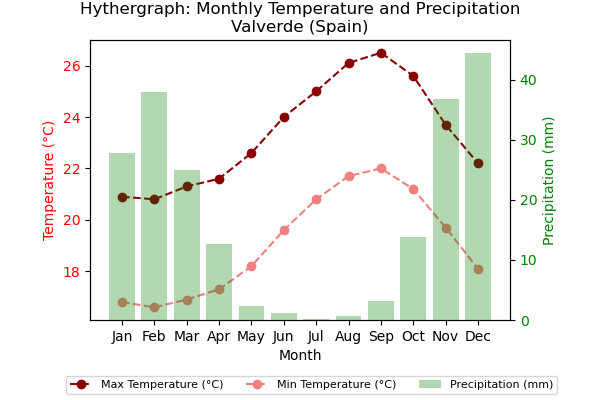 Hythergraph: Monthly Temperature and Precipitation
Valverde (Spain)
26
24
22
20
18
Temperature (°C)
40
30
20
10
0
Precipitation (mm)
Jan Feb Mar Apr May Jun Jul Aug Sep Oct Nov Dec
Month
Max Temperature (°C) Min Temperature (°C) Precipitation (mm)